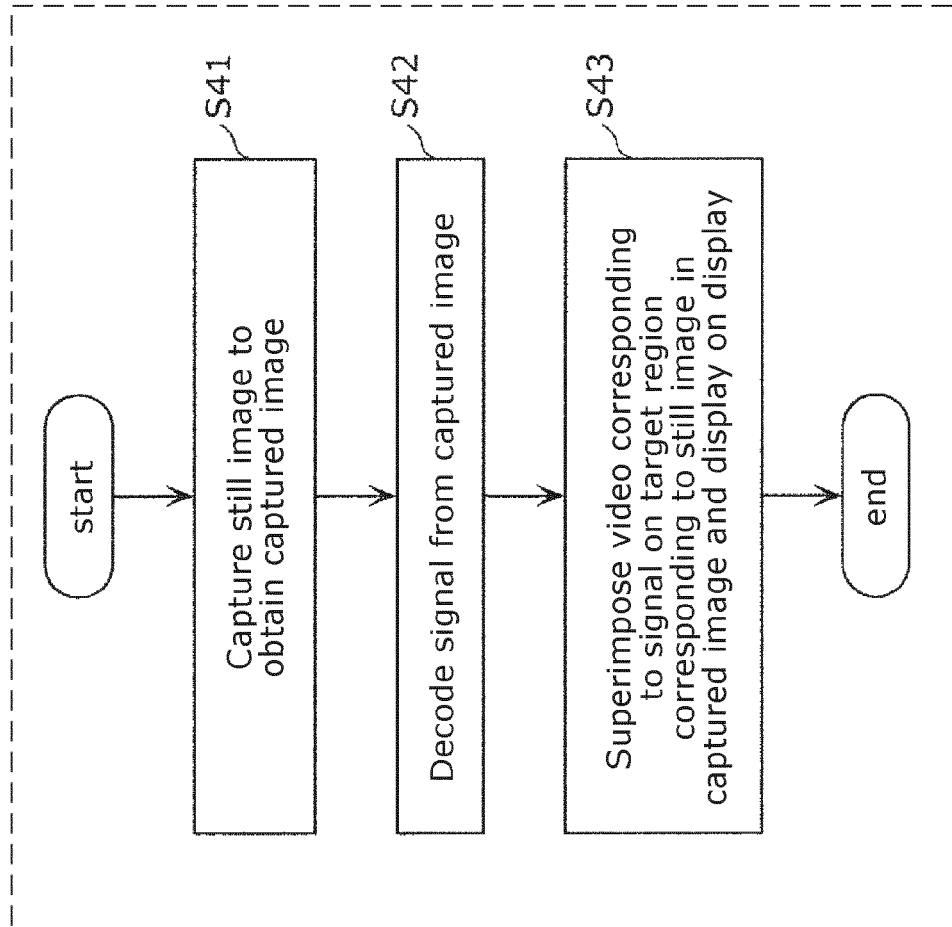 start
S41
Capture still image to
obtain captured image
S42
Decode signal from captured image
S43
Superimpose video corresponding
to signal on target region
corresponding to still image in
captured image and display on display
end